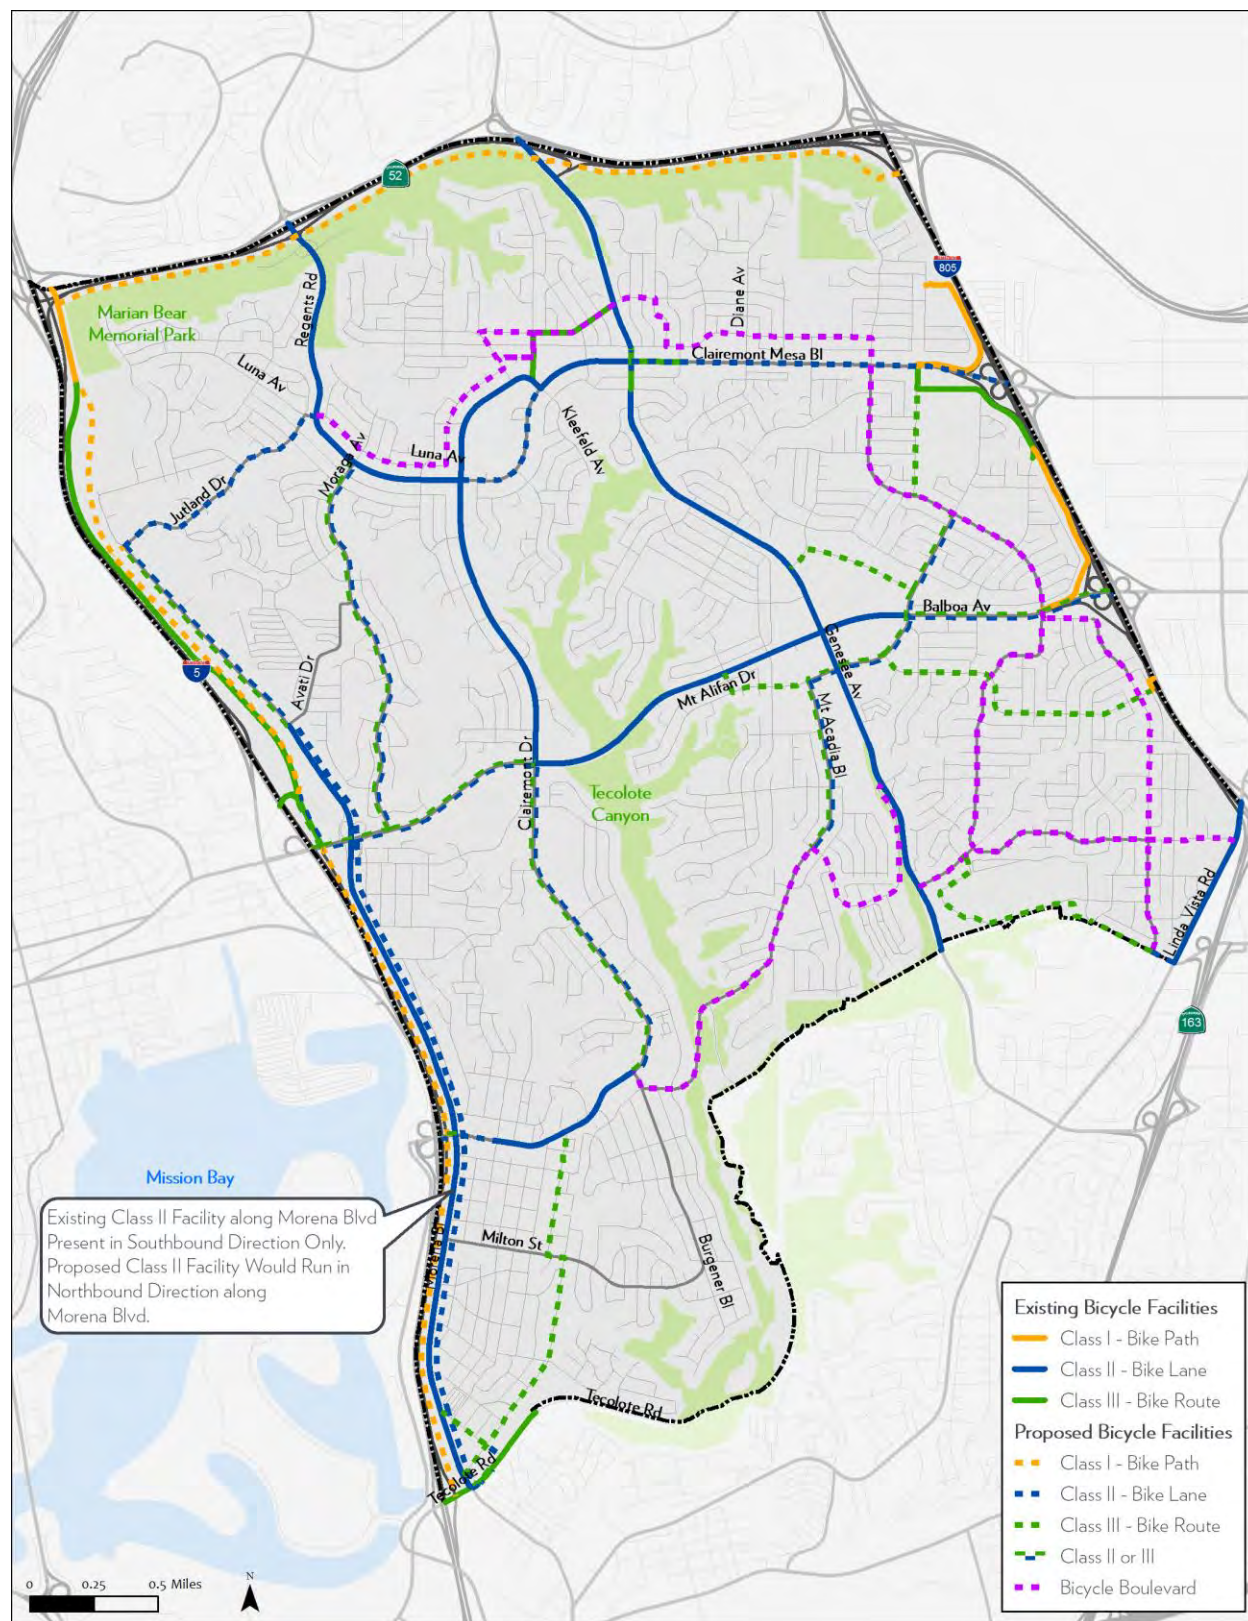 52
805
Marian Bear
Memorial Park
Regents Rd
Diane Av
Clairemont Mesa Bl
Luna Av
Kleefeld Av
Luna Av
Moraga Av
Jutland Dr
Balboa Av
Genesee Av
5
Avati Dr
Mt Alifan Dr
Mt Acadia Bl
Clairemont Dr
Tecolote
Canyon
Linda Vista Rd
163
Mission Bay
Existing Class II Facility along Morena Blvd
Present in Southbound Direction Only.
Proposed Class II Facility Would Run in
Northbound Direction along
Morena Blvd.
Morena Bl
Milton St
Burgener Bl
Tecolote Rd
Tecolote Rd
Existing Bicycle Facilities
Class I - Bike Path
Class II - Bike Lane
Class III - Bike Route
Proposed Bicycle Facilities
Class I - Bike Path
Class II - Bike Lane
Class III - Bike Route
Class II or III
Bicycle Boulevard
0 0.25 0.5 Miles
N